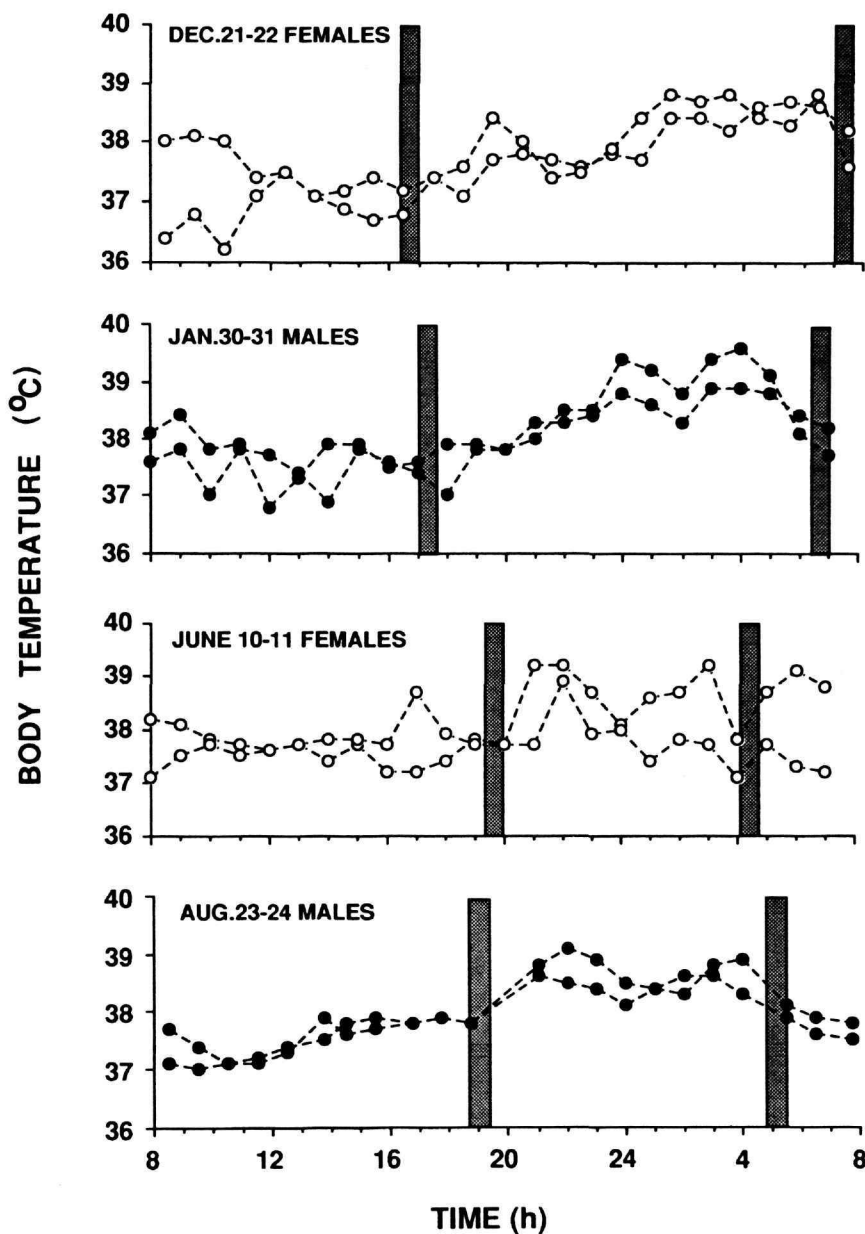 BODY TEMPERATURE (°C)
DEC.21-22 FEMALES
40
39
38
37
36
JAN.30-31 MALES
40
39
38
37
36
JUNE 10-11 FEMALES
40
39
38
37
36
AUG.23-24 MALES
40
39
38
37
36
8 12 16 20 24 4 8
TIME (h)